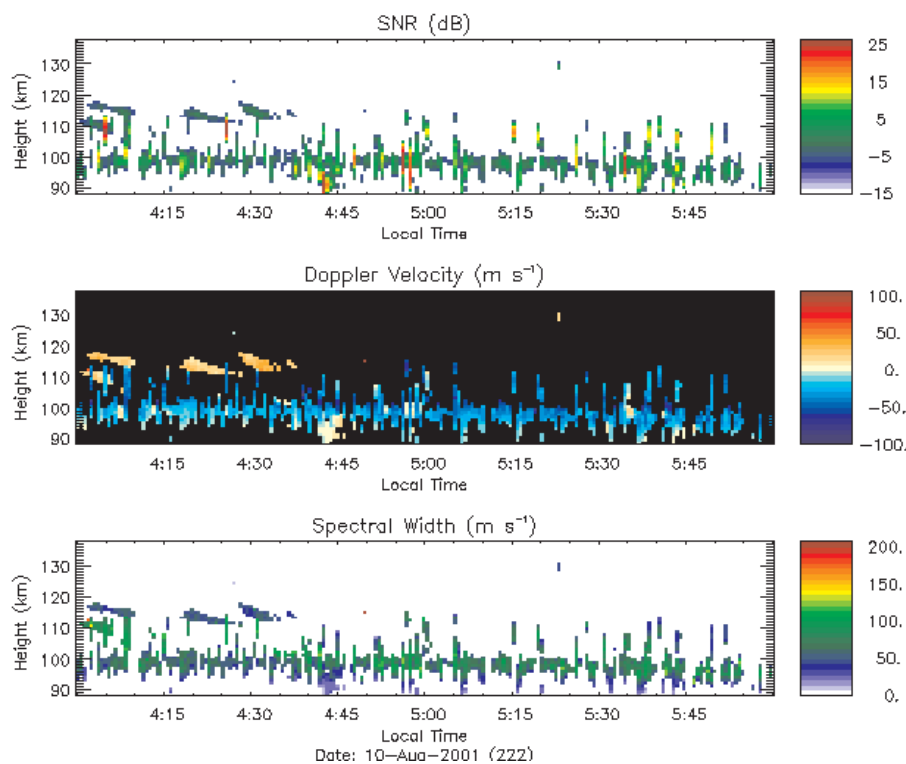 SNR (dB)
Height (km)
130
120
110
100
90
4:15 4:30 4:45 5:00 5:15 5:30 5:45
Local Time
25
15
5
−5
−15
Doppler Velocity (m s⁻¹)
Height (km)
130
120
110
100
90
4:15 4:30 4:45 5:00 5:15 5:30 5:45
Local Time
100.
50.
0.
−50.
−100.
Spectral Width (m s⁻¹)
Height (km)
130
120
110
100
90
4:15 4:30 4:45 5:00 5:15 5:30 5:45
Local Time
200.
150.
100.
50.
0.
Date: 10−Aug−2001 (222)